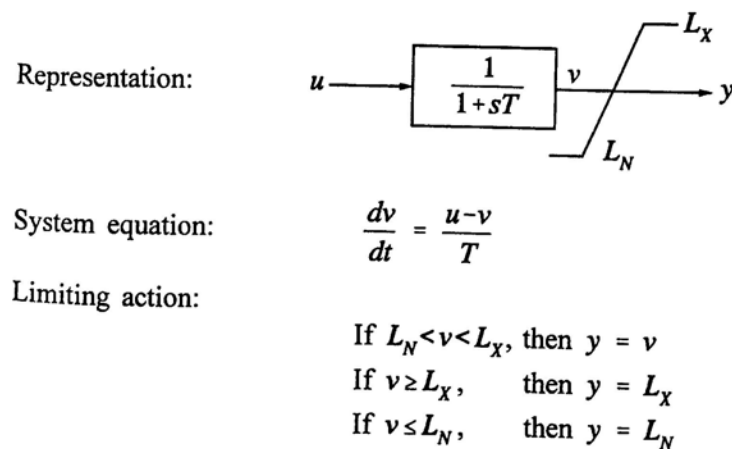 L_X
Representation: u 1/(1+sT) v y
L_N
System equation: dv/dt = (u-v)/T
Limiting action:
If L_N<v<L_X, then y = v
If v≥L_X, then y = L_X
If v≤L_N, then y = L_N